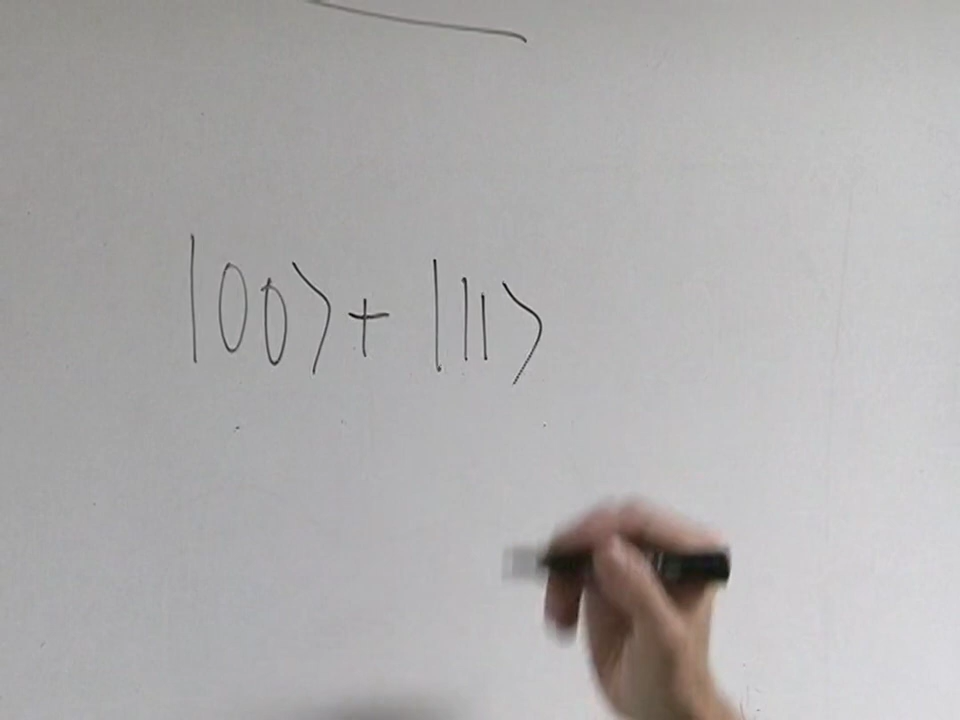 |00⟩ + |11⟩